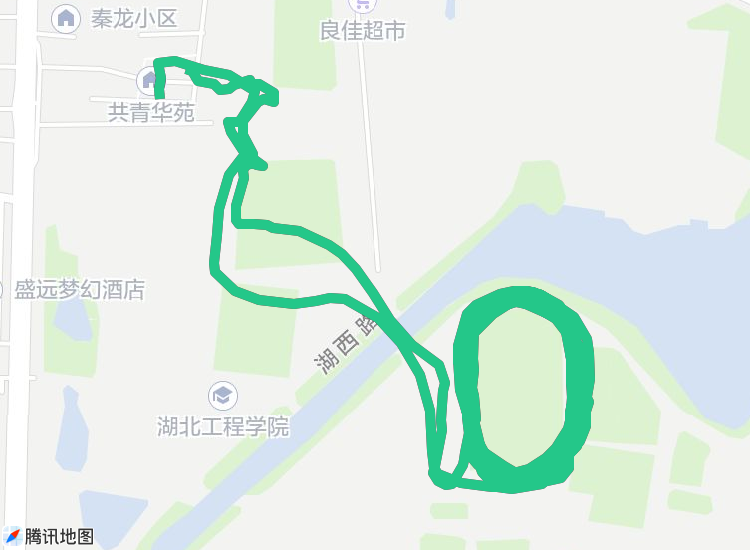 秦龙小区
良佳超市
共青华苑
盛远梦幻酒店
湖西路
湖北工程学院
腾讯地图